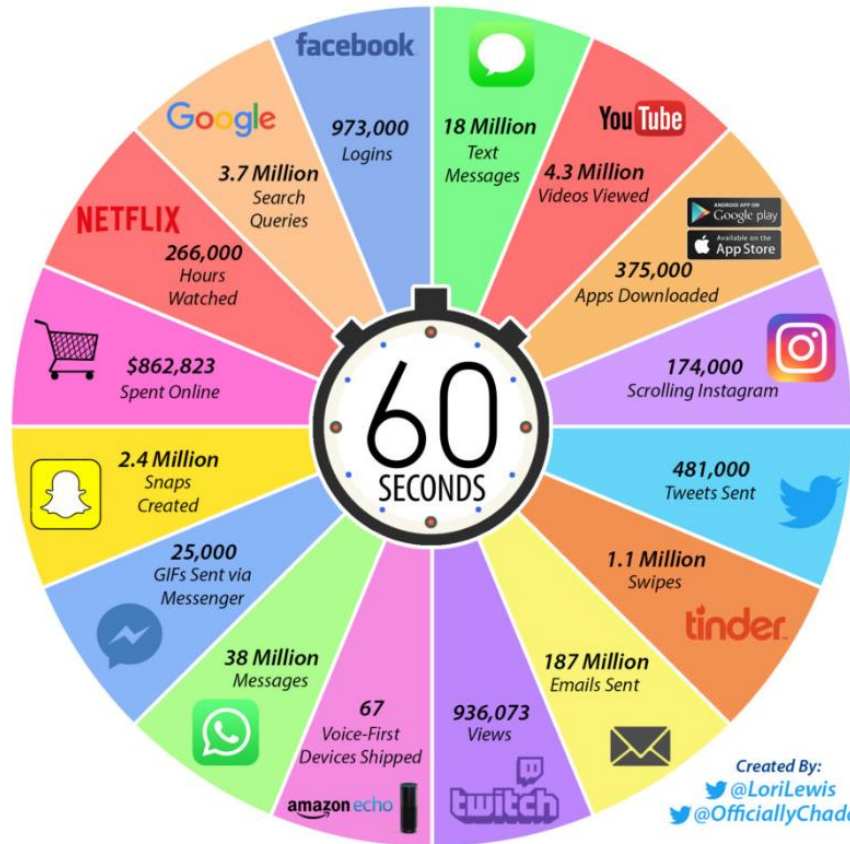 facebook
973,000
Logins
18 Million
Text
Messages
YouTube
4.3 Million
Videos Viewed
ANDROID APP ON
Google play
Available on the
App Store
375,000
Apps Downloaded
174,000
Scrolling Instagram
481,000
Tweets Sent
1.1 Million
Swipes
tinder
187 Million
Emails Sent
936,073
Views
twitch
67
Voice-First
Devices Shipped
amazon echo
38 Million
Messages
25,000
GIFs Sent via
Messenger
2.4 Million
Snaps
Created
$862,823
Spent Online
NETFLIX
266,000
Hours
Watched
Google
3.7 Million
Search
Queries
60
SECONDS
Created By:
@LoriLewis
@OfficiallyChadd